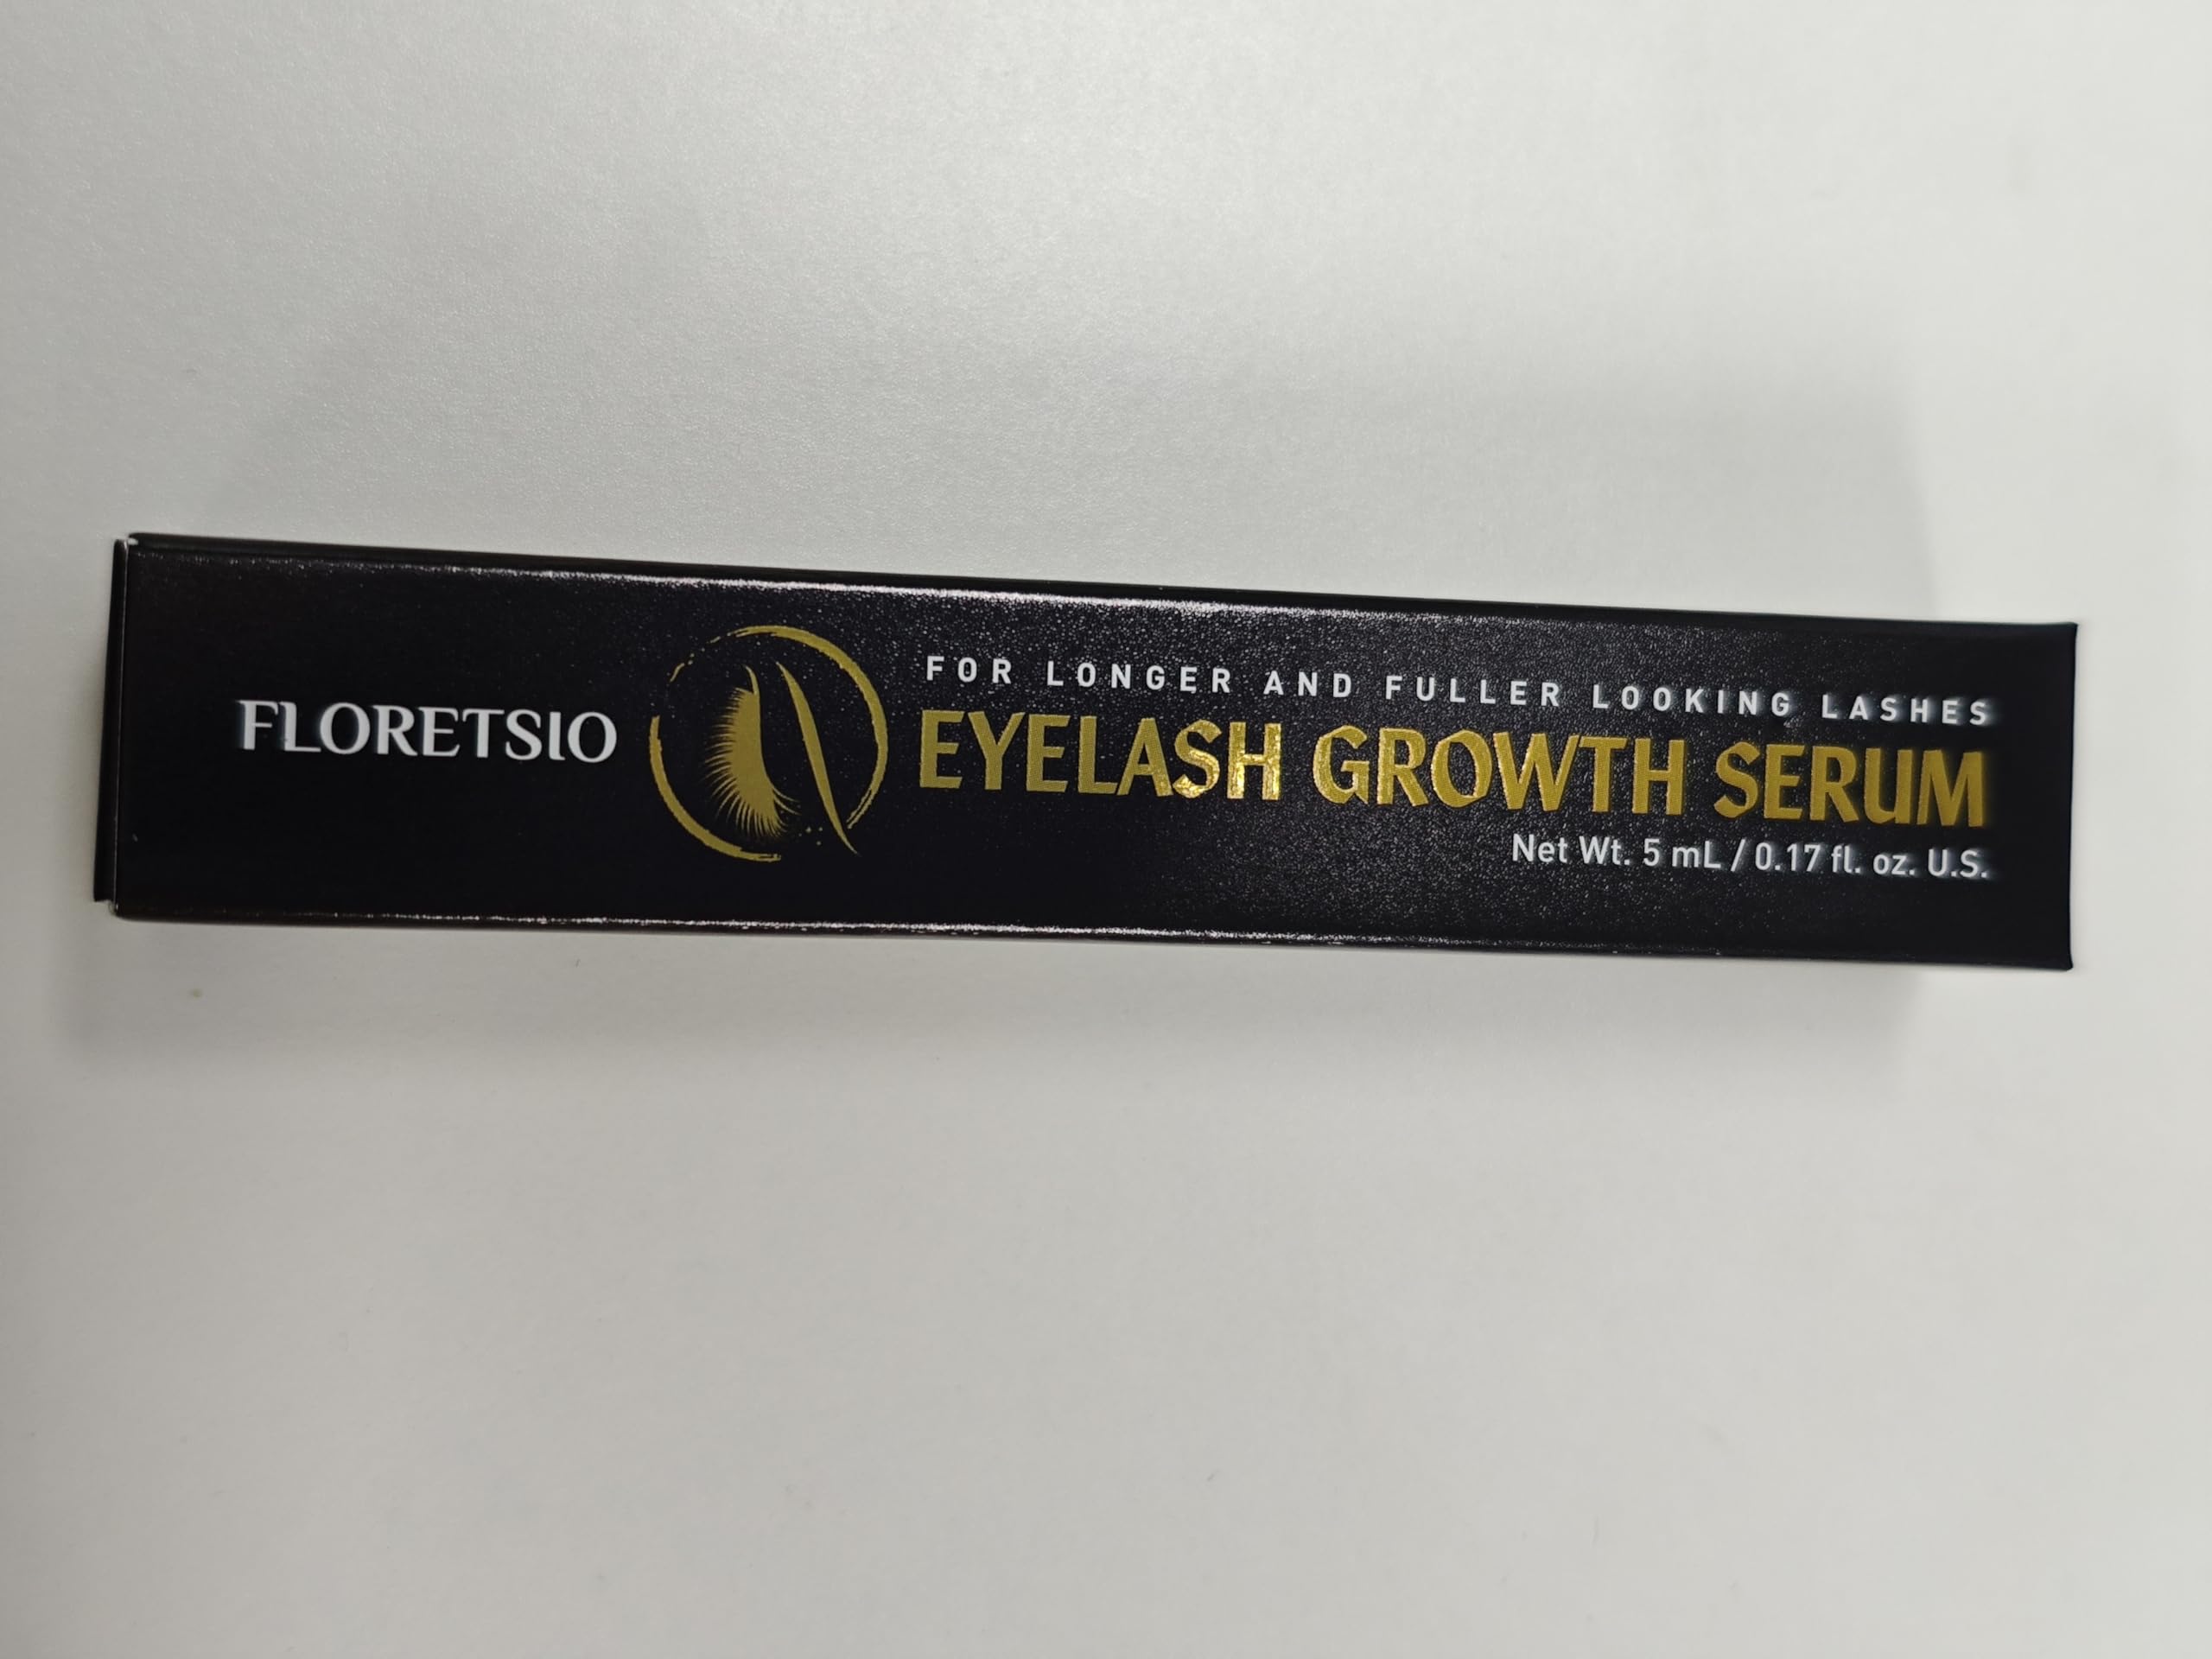 FLORETSIO
FOR LONGER AND FULLER LOOKING LASHES
EYELASH GROWTH SERUM
Net Wt. 5 mL / 0.17 fl. oz. U.S.